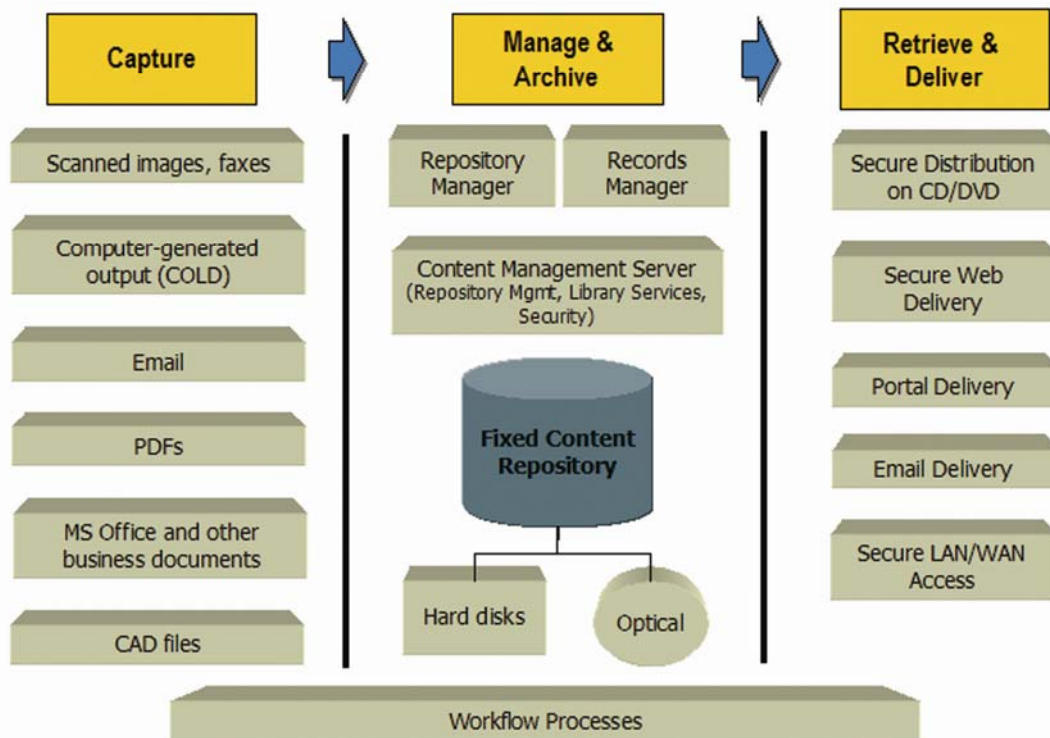 Capture
Manage &
Archive
Retrieve &
Deliver
Scanned images, faxes
Computer-generated
output (COLD)
Email
PDFs
MS Office and other
business documents
CAD files
Repository
Manager
Records
Manager
Content Management Server
(Repository Mgmt, Library Services,
Security)
Fixed Content
Repository
Hard disks
Optical
Secure Distribution
on CD/DVD
Secure Web
Delivery
Portal Delivery
Email Delivery
Secure LAN/WAN
Access
Workflow Processes